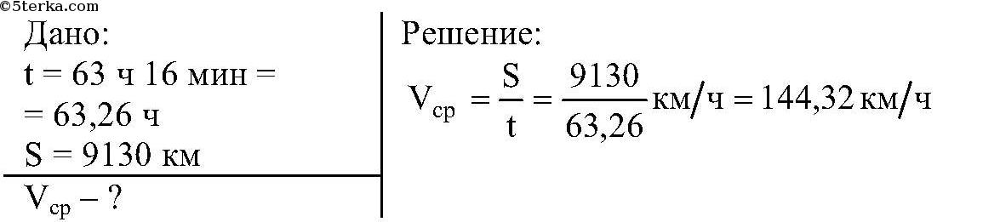 ©5terka.com
Дано:
t = 63 ч 16 мин =
= 63,26 ч
S = 9130 км
Vср – ?
Решение:
Vср = S/t = 9130/63,26 км/ч = 144,32 км/ч